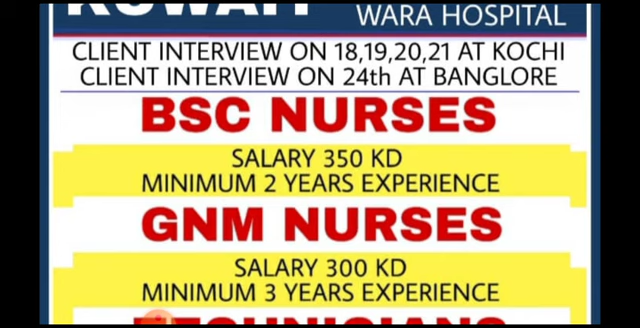 KUWAIT
WARA HOSPITAL
CLIENT INTERVIEW ON 18,19,20,21 AT KOCHI
CLIENT INTERVIEW ON 24th AT BANGLORE
BSC NURSES
SALARY 350 KD
MINIMUM 2 YEARS EXPERIENCE
GNM NURSES
SALARY 300 KD
MINIMUM 3 YEARS EXPERIENCE